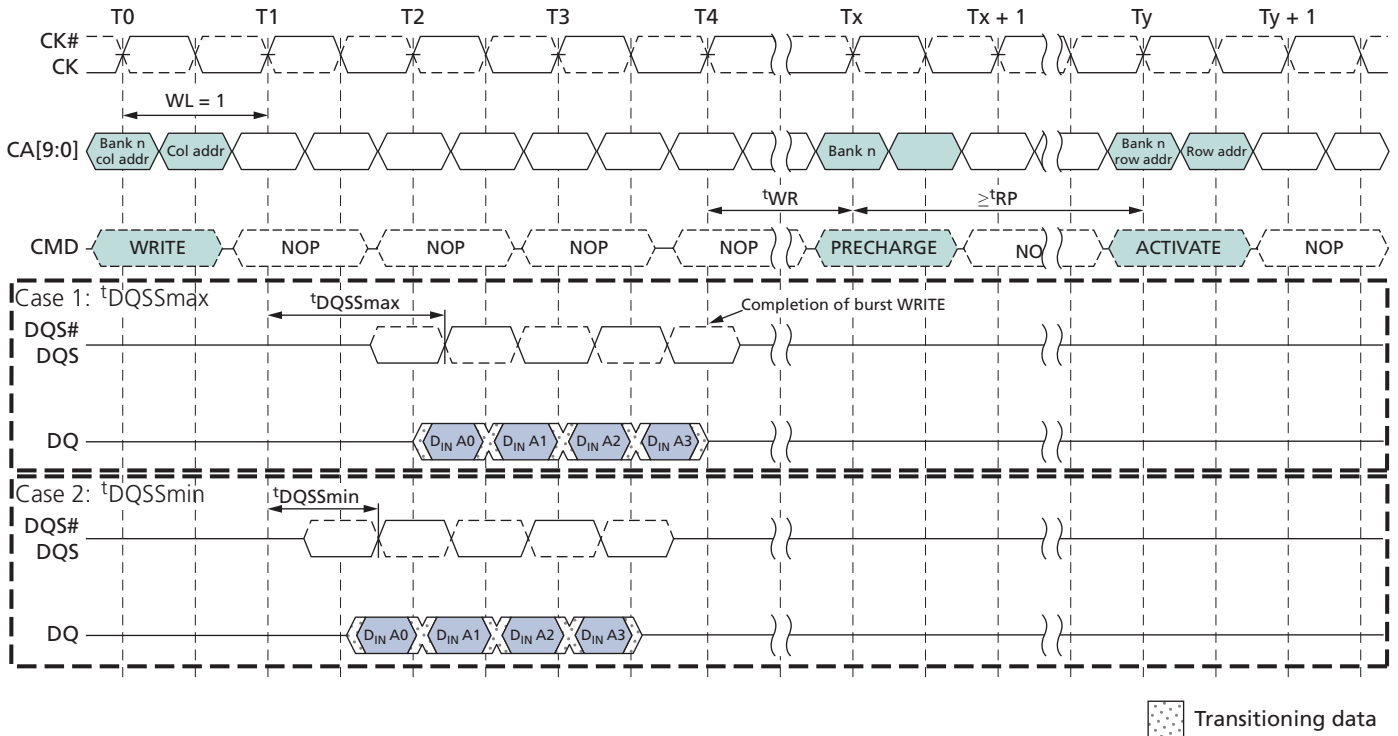 T0 T1 T2 T3 T4 Tx Tx + 1 Ty Ty + 1
CK#
CK
WL = 1
CA[9:0]
Bank n
col addr
Col addr
Bank n
Bank n
row addr
Row addr
tWR
≥tRP
CMD WRITE NOP NOP NOP NOP PRECHARGE NO ACTIVATE NOP
Case 1: tDQSSmax
tDQSSmax
Completion of burst WRITE
DQS#
DQS
DQ DIN A0 DIN A1 DIN A2 DIN A3
Case 2: tDQSSmin
tDQSSmin
DQS#
DQS
DQ DIN A0 DIN A1 DIN A2 DIN A3
Transitioning data